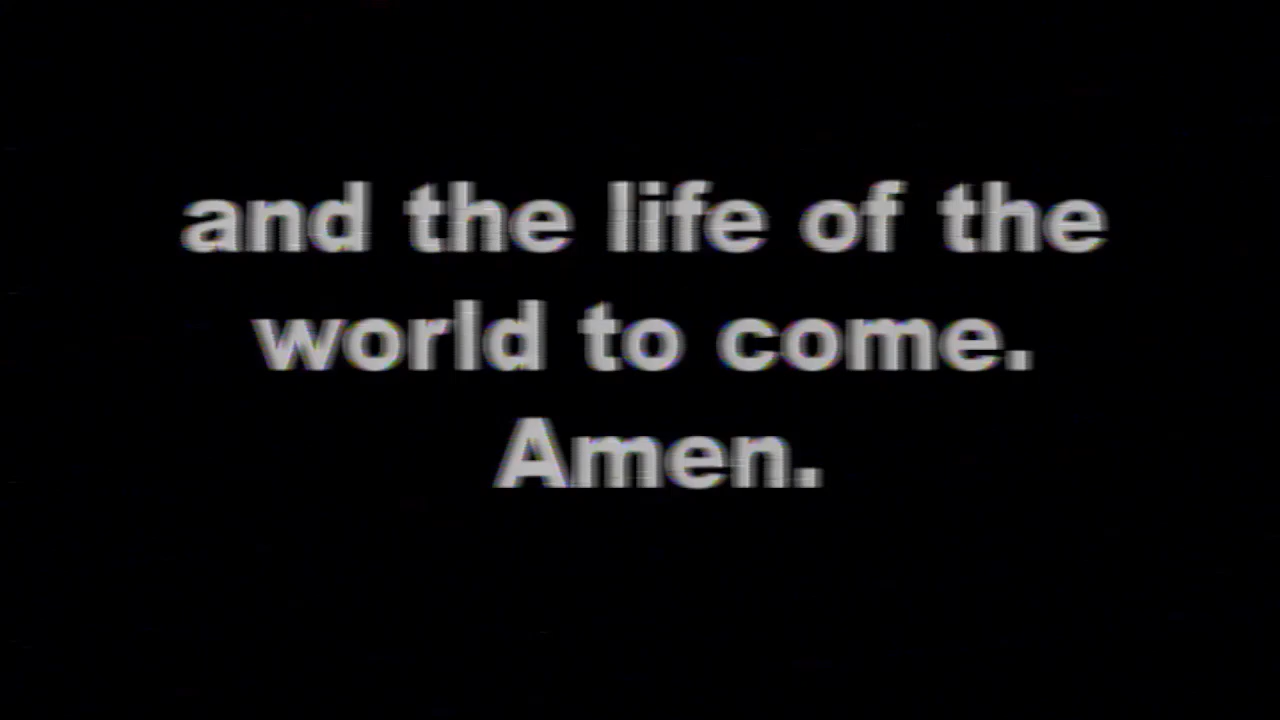 and the life of the
world to come.
Amen.